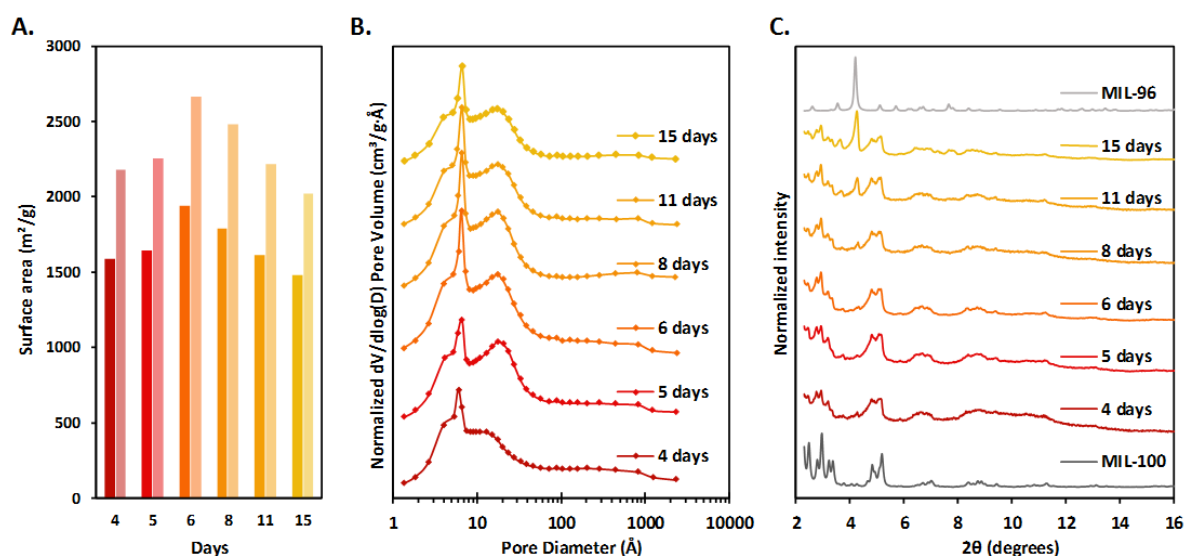 A.
3000
2500
2000
1500
1000
500
0
Surface area (m²/g)
4 5 6 8 11 15
Days
B.
Normalized dV/dlog(D) Pore Volume (cm³/g·Å)
15 days
11 days
8 days
6 days
5 days
4 days
1 10 100 1000 10000
Pore Diameter (Å)
C.
Normalized intensity
MIL-96
15 days
11 days
8 days
6 days
5 days
4 days
MIL-100
2 4 6 8 10 12 14 16
2θ (degrees)